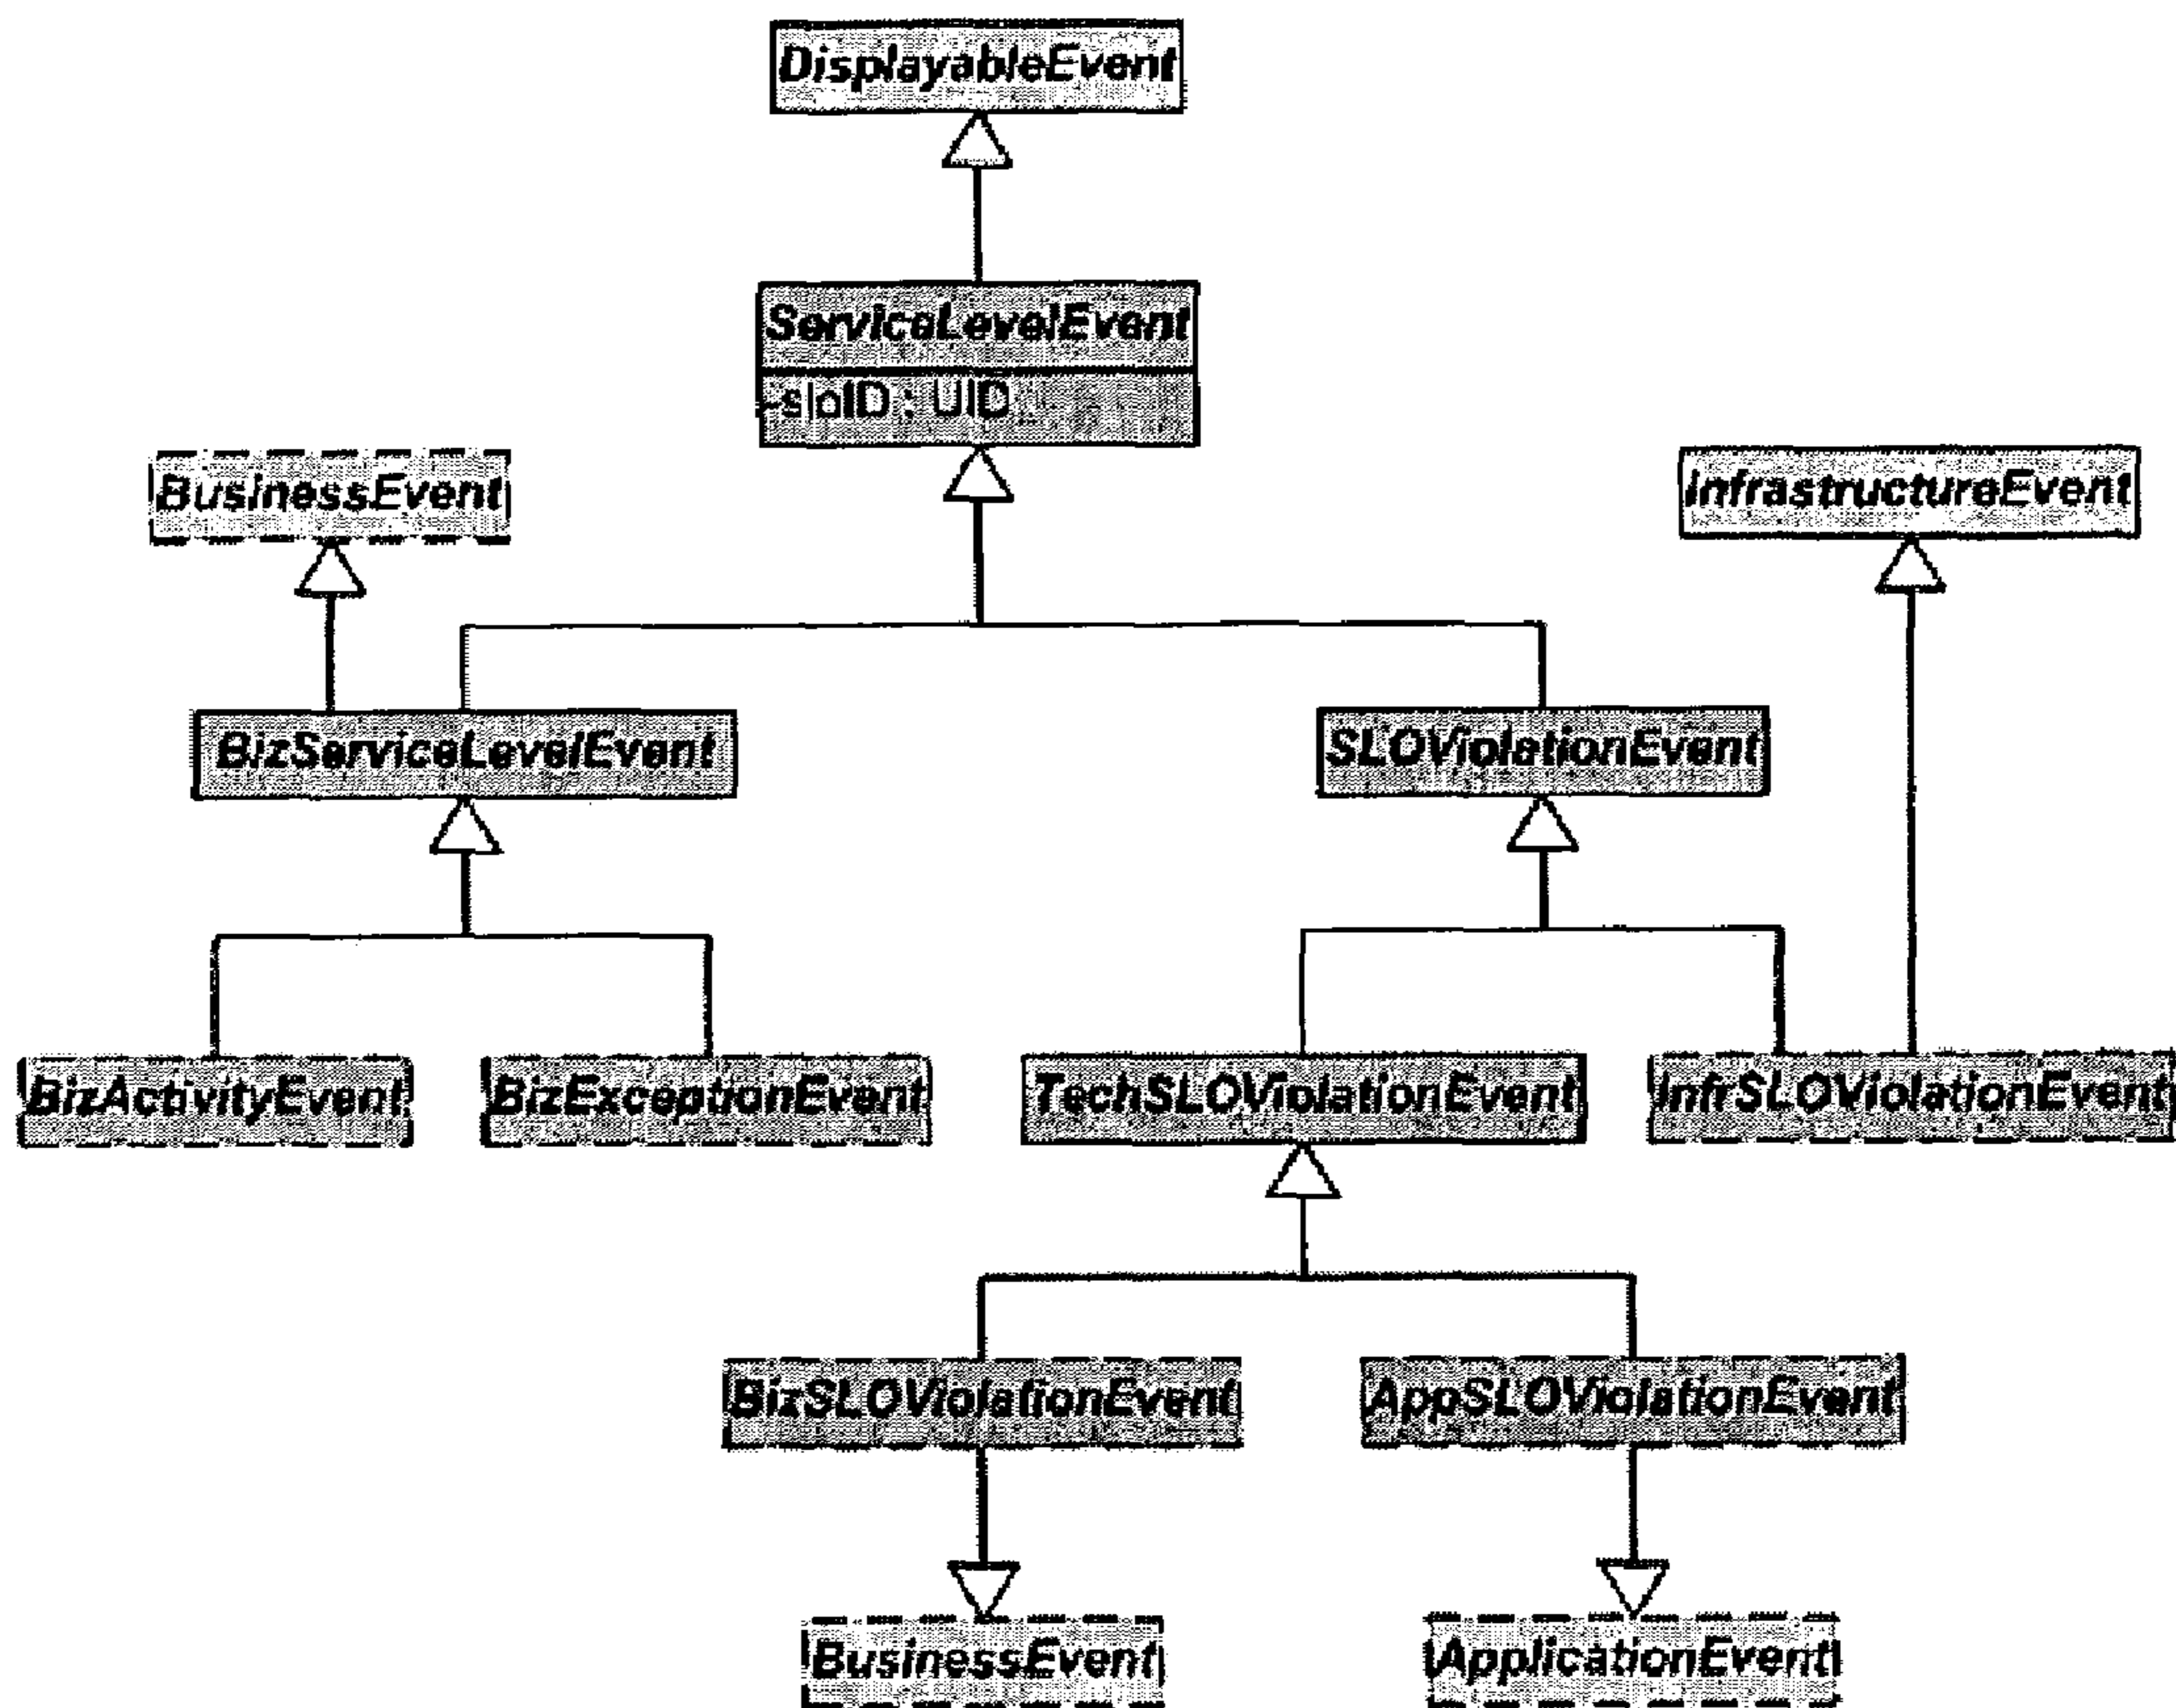 DisplayableEvent
ServiceLevelEvent
-sloID : UID
BusinessEvent
InfrastructureEvent
BizServiceLevelEvent
SLOViolationEvent
BizActivityEvent
BizExceptionEvent
TechSLOViolationEvent
InfrSLOViolationEvent
BizSLOViolationEvent
AppSLOViolationEvent
BusinessEvent
ApplicationEvent